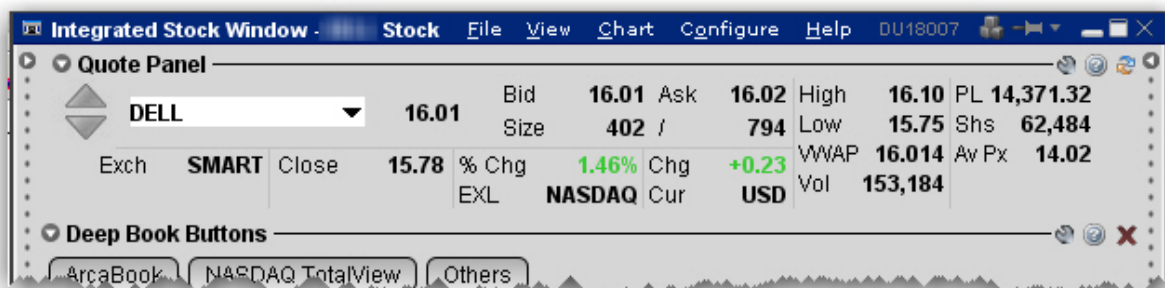 Integrated Stock Window - Stock File View Chart Configure Help DU18007
Quote Panel
DELL 16.01 Bid 16.01 Ask 16.02 High 16.10 PL 14,371.32
Size 402 / 794 Low 15.75 Shs 62,484
Exch SMART Close 15.78 % Chg 1.46% Chg +0.23 VWAP 16.014 Av Px 14.02
EXL NASDAQ Cur USD Vol 153,184
Deep Book Buttons
ArcaBook NASDAQ TotalView Others